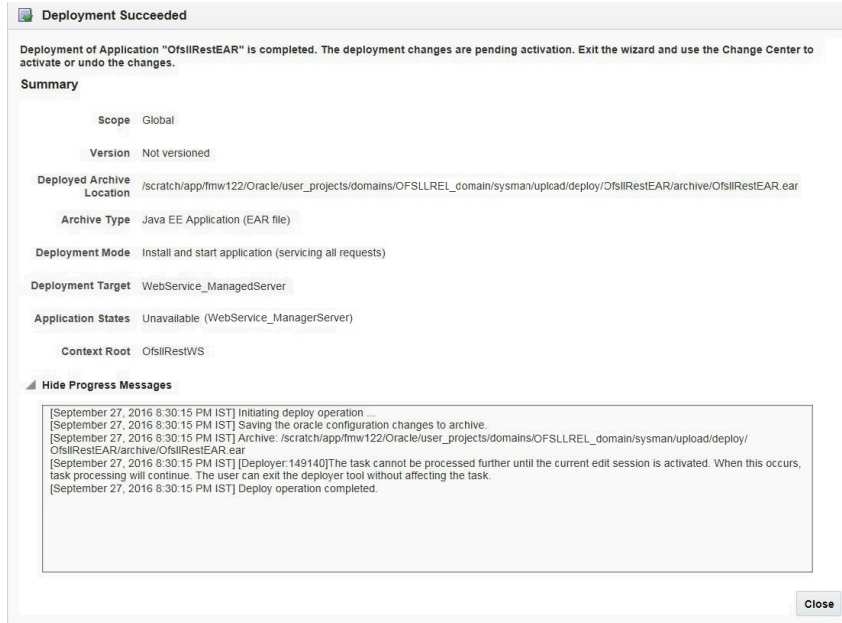 Deployment Succeeded
Deployment of Application "OfsllRestEAR" is completed. The deployment changes are pending activation. Exit the wizard and use the Change Center to
activate or undo the changes.
Summary
Scope Global
Version Not versioned
Deployed Archive
Location /scratch/app/fmw122/Oracle/user_projects/domains/OFSLLREL_domain/sysman/upload/deploy/OfsllRestEAR/archive/OfsllRestEAR.ear
Archive Type Java EE Application (EAR file)
Deployment Mode Install and start application (servicing all requests)
Deployment Target WebService_ManagedServer
Application States Unavailable (WebService_ManagerServer)
Context Root OfsllRestWS
Hide Progress Messages
[September 27, 2016 8:30:15 PM IST] Initiating deploy operation ...
[September 27, 2016 8:30:15 PM IST] Saving the oracle configuration changes to archive.
[September 27, 2016 8:30:15 PM IST] Archive: /scratch/app/fmw122/Oracle/user_projects/domains/OFSLLREL_domain/sysman/upload/deploy/
OfsllRestEAR/archive/OfsllRestEAR.ear
[September 27, 2016 8:30:15 PM IST] [Deployer:149140]The task cannot be processed further until the current edit session is activated. When this occurs,
task processing will continue. The user can exit the deployer tool without affecting the task.
[September 27, 2016 8:30:15 PM IST] Deploy operation completed.
Close